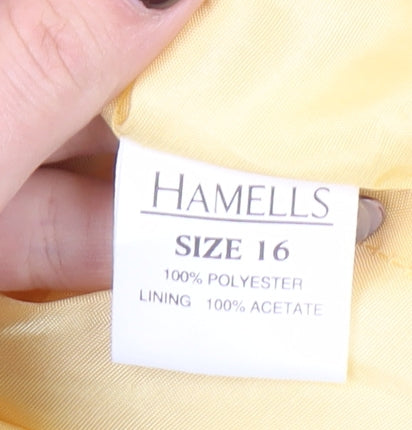 HAMELLS
SIZE 16
100% POLYESTER
LINING 100% ACETATE